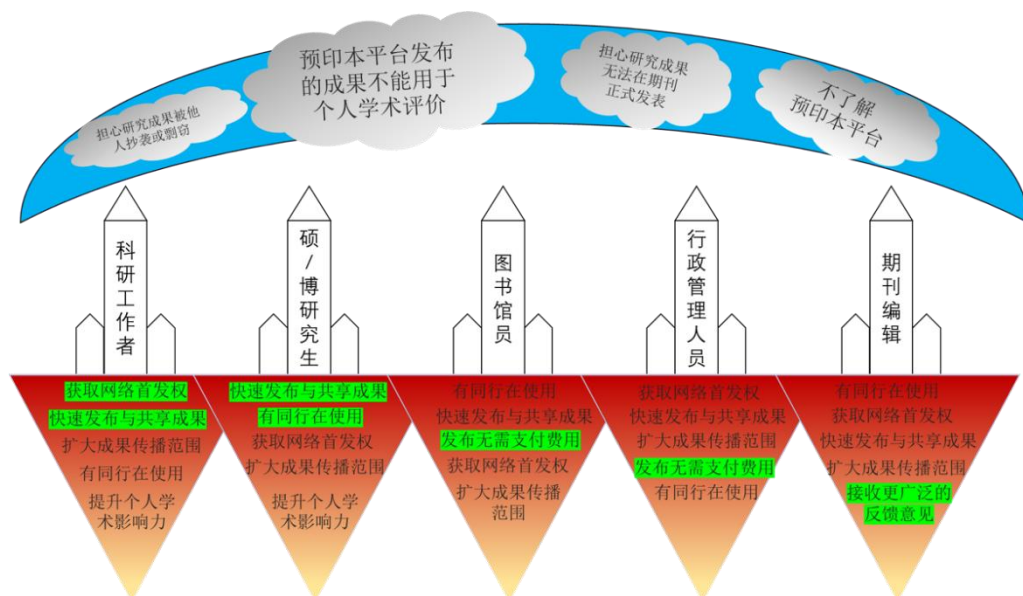 担心研究成果被他
人抄袭或剽窃
预印本平台发布
的成果不能用于
个人学术评价
担心研究成果
无法在期刊
正式发表
不了解
预印本平台
科研工作者
硕/博研究生
图书馆员
行政管理人员
期刊编辑
获取网络首发权
快速发布与共享成果
扩大成果传播范围
有同行在使用
提升个人学
术影响力
快速发布与共享成果
有同行在使用
获取网络首发权
扩大成果传播范围
提升个人学
术影响力
有同行在使用
快速发布与共享成果
发布无需支付费用
获取网络首发权
扩大成果传播
范围
获取网络首发权
快速发布与共享成果
扩大成果传播范围
发布无需支付费用
有同行在使用
有同行在使用
获取网络首发权
快速发布与共享成果
扩大成果传播范围
接收更广泛的
反馈意见